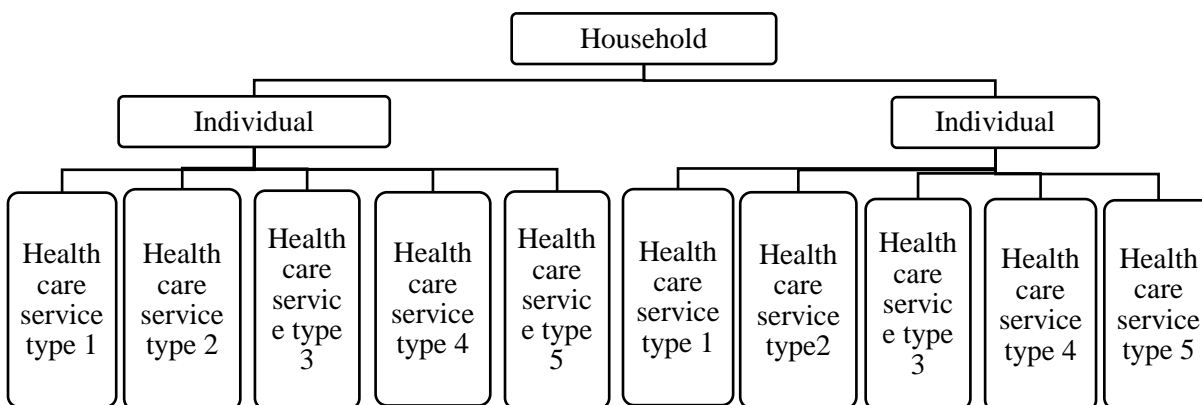 Household
Individual
Individual
Health
care
service
type 1
Health
care
service
type 2
Health
care
servic
e type
3
Health
care
service
type 4
Health
care
servic
e type
5
Health
care
service
type 1
Health
care
service
type2
Health
care
servic
e type
3
Health
care
service
type 4
Health
care
service
type 5